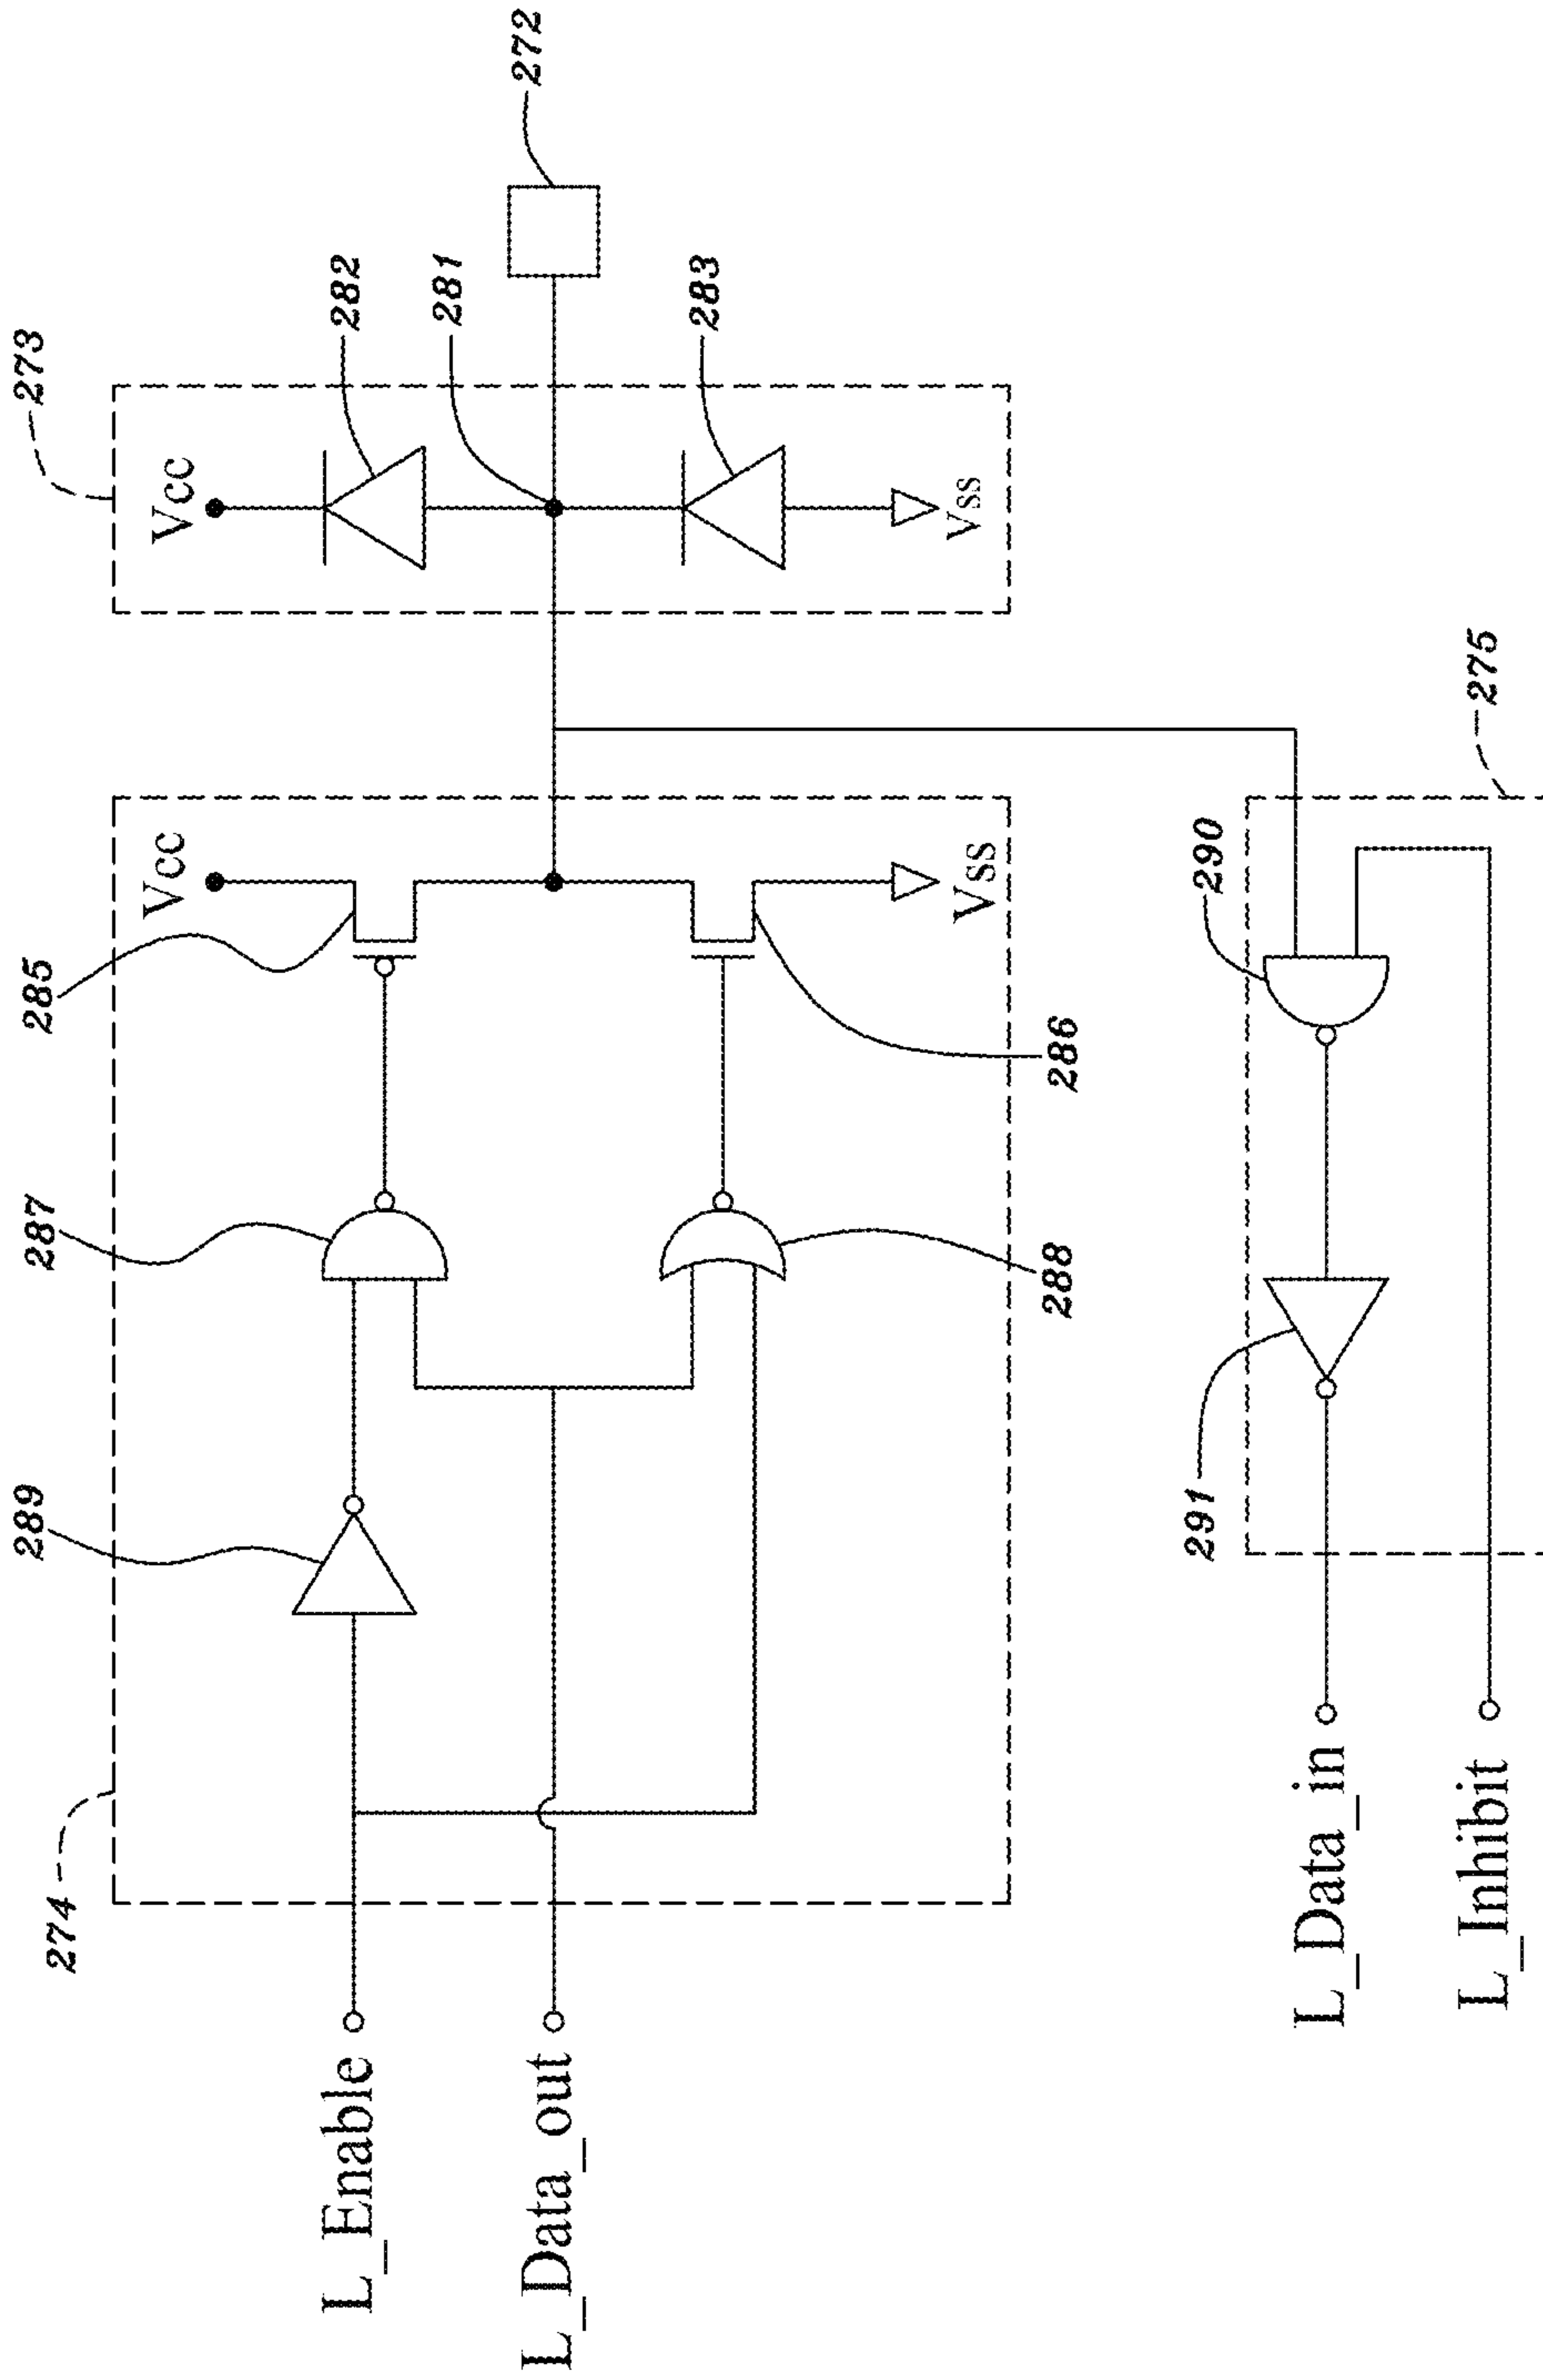 273
Vcc
282
281
272
283
Vss
274
289
287
285
Vcc
L_Enable
L_Data_out
288
286
Vss
275
290
291
L_Data_in
L_Inhibit